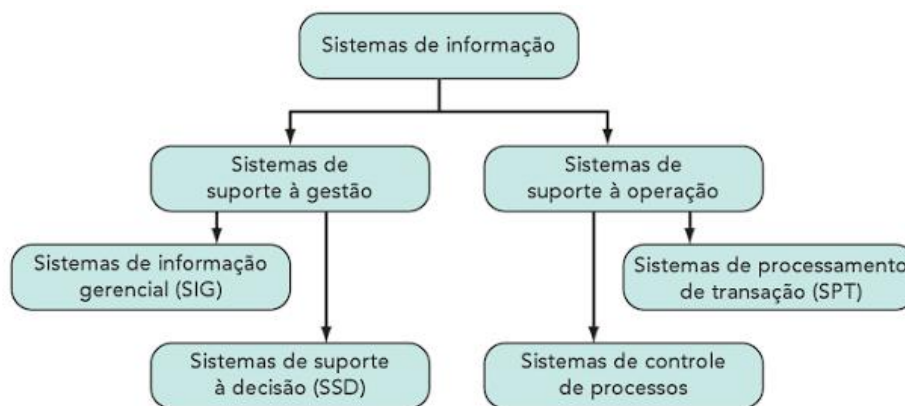 Sistemas de informação
Sistemas de
suporte à gestão
Sistemas de
suporte à operação
Sistemas de informação
gerencial (SIG)
Sistemas de processamento
de transação (SPT)
Sistemas de suporte
à decisão (SSD)
Sistemas de controle
de processos